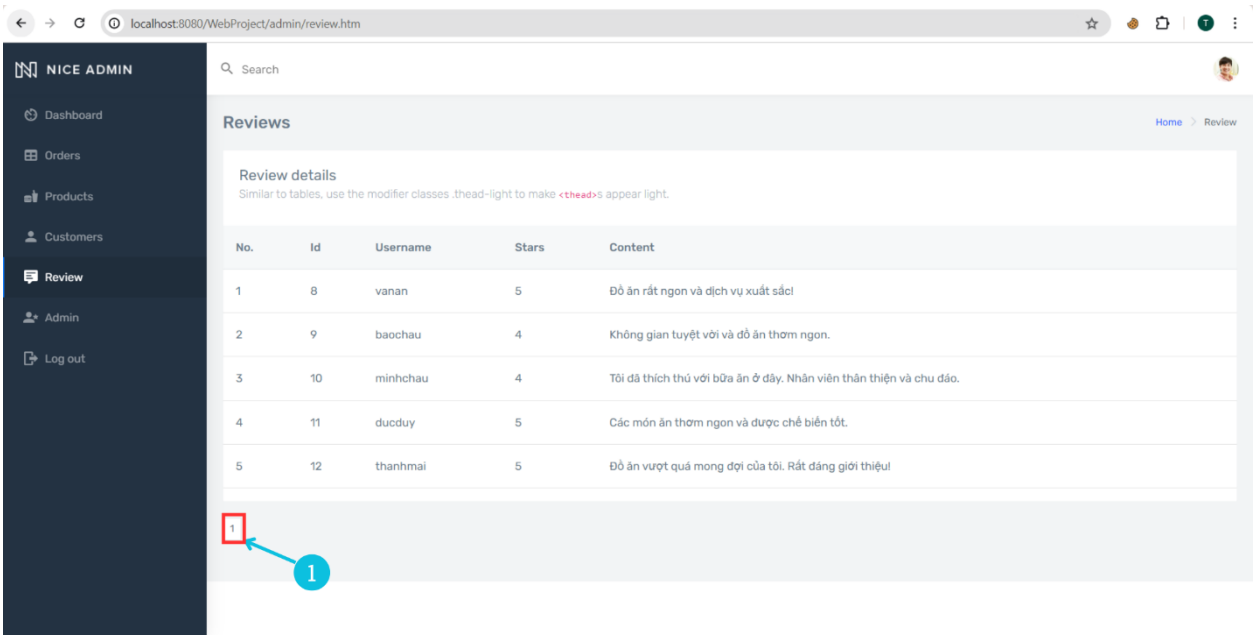 localhost:8080/WebProject/admin/review.htm
T
NICE ADMIN
Search
Dashboard
Orders
Products
Customers
Review
Admin
Log out
Reviews
Home > Review
Review details
Similar to tables, use the modifier classes .thead-light to make <thead>s appear light.
No. Id Username Stars Content
1 8 vanan 5 Đồ ăn rất ngon và dịch vụ xuất sắc!
2 9 baochau 4 Không gian tuyệt vời và đồ ăn thơm ngon.
3 10 minhchau 4 Tôi đã thích thú với bữa ăn ở đây. Nhân viên thân thiện và chu đáo.
4 11 ducduy 5 Các món ăn thơm ngon và được chế biến tốt.
5 12 thanhmai 5 Đồ ăn vượt quá mong đợi của tôi. Rất đáng giới thiệu!
1
1